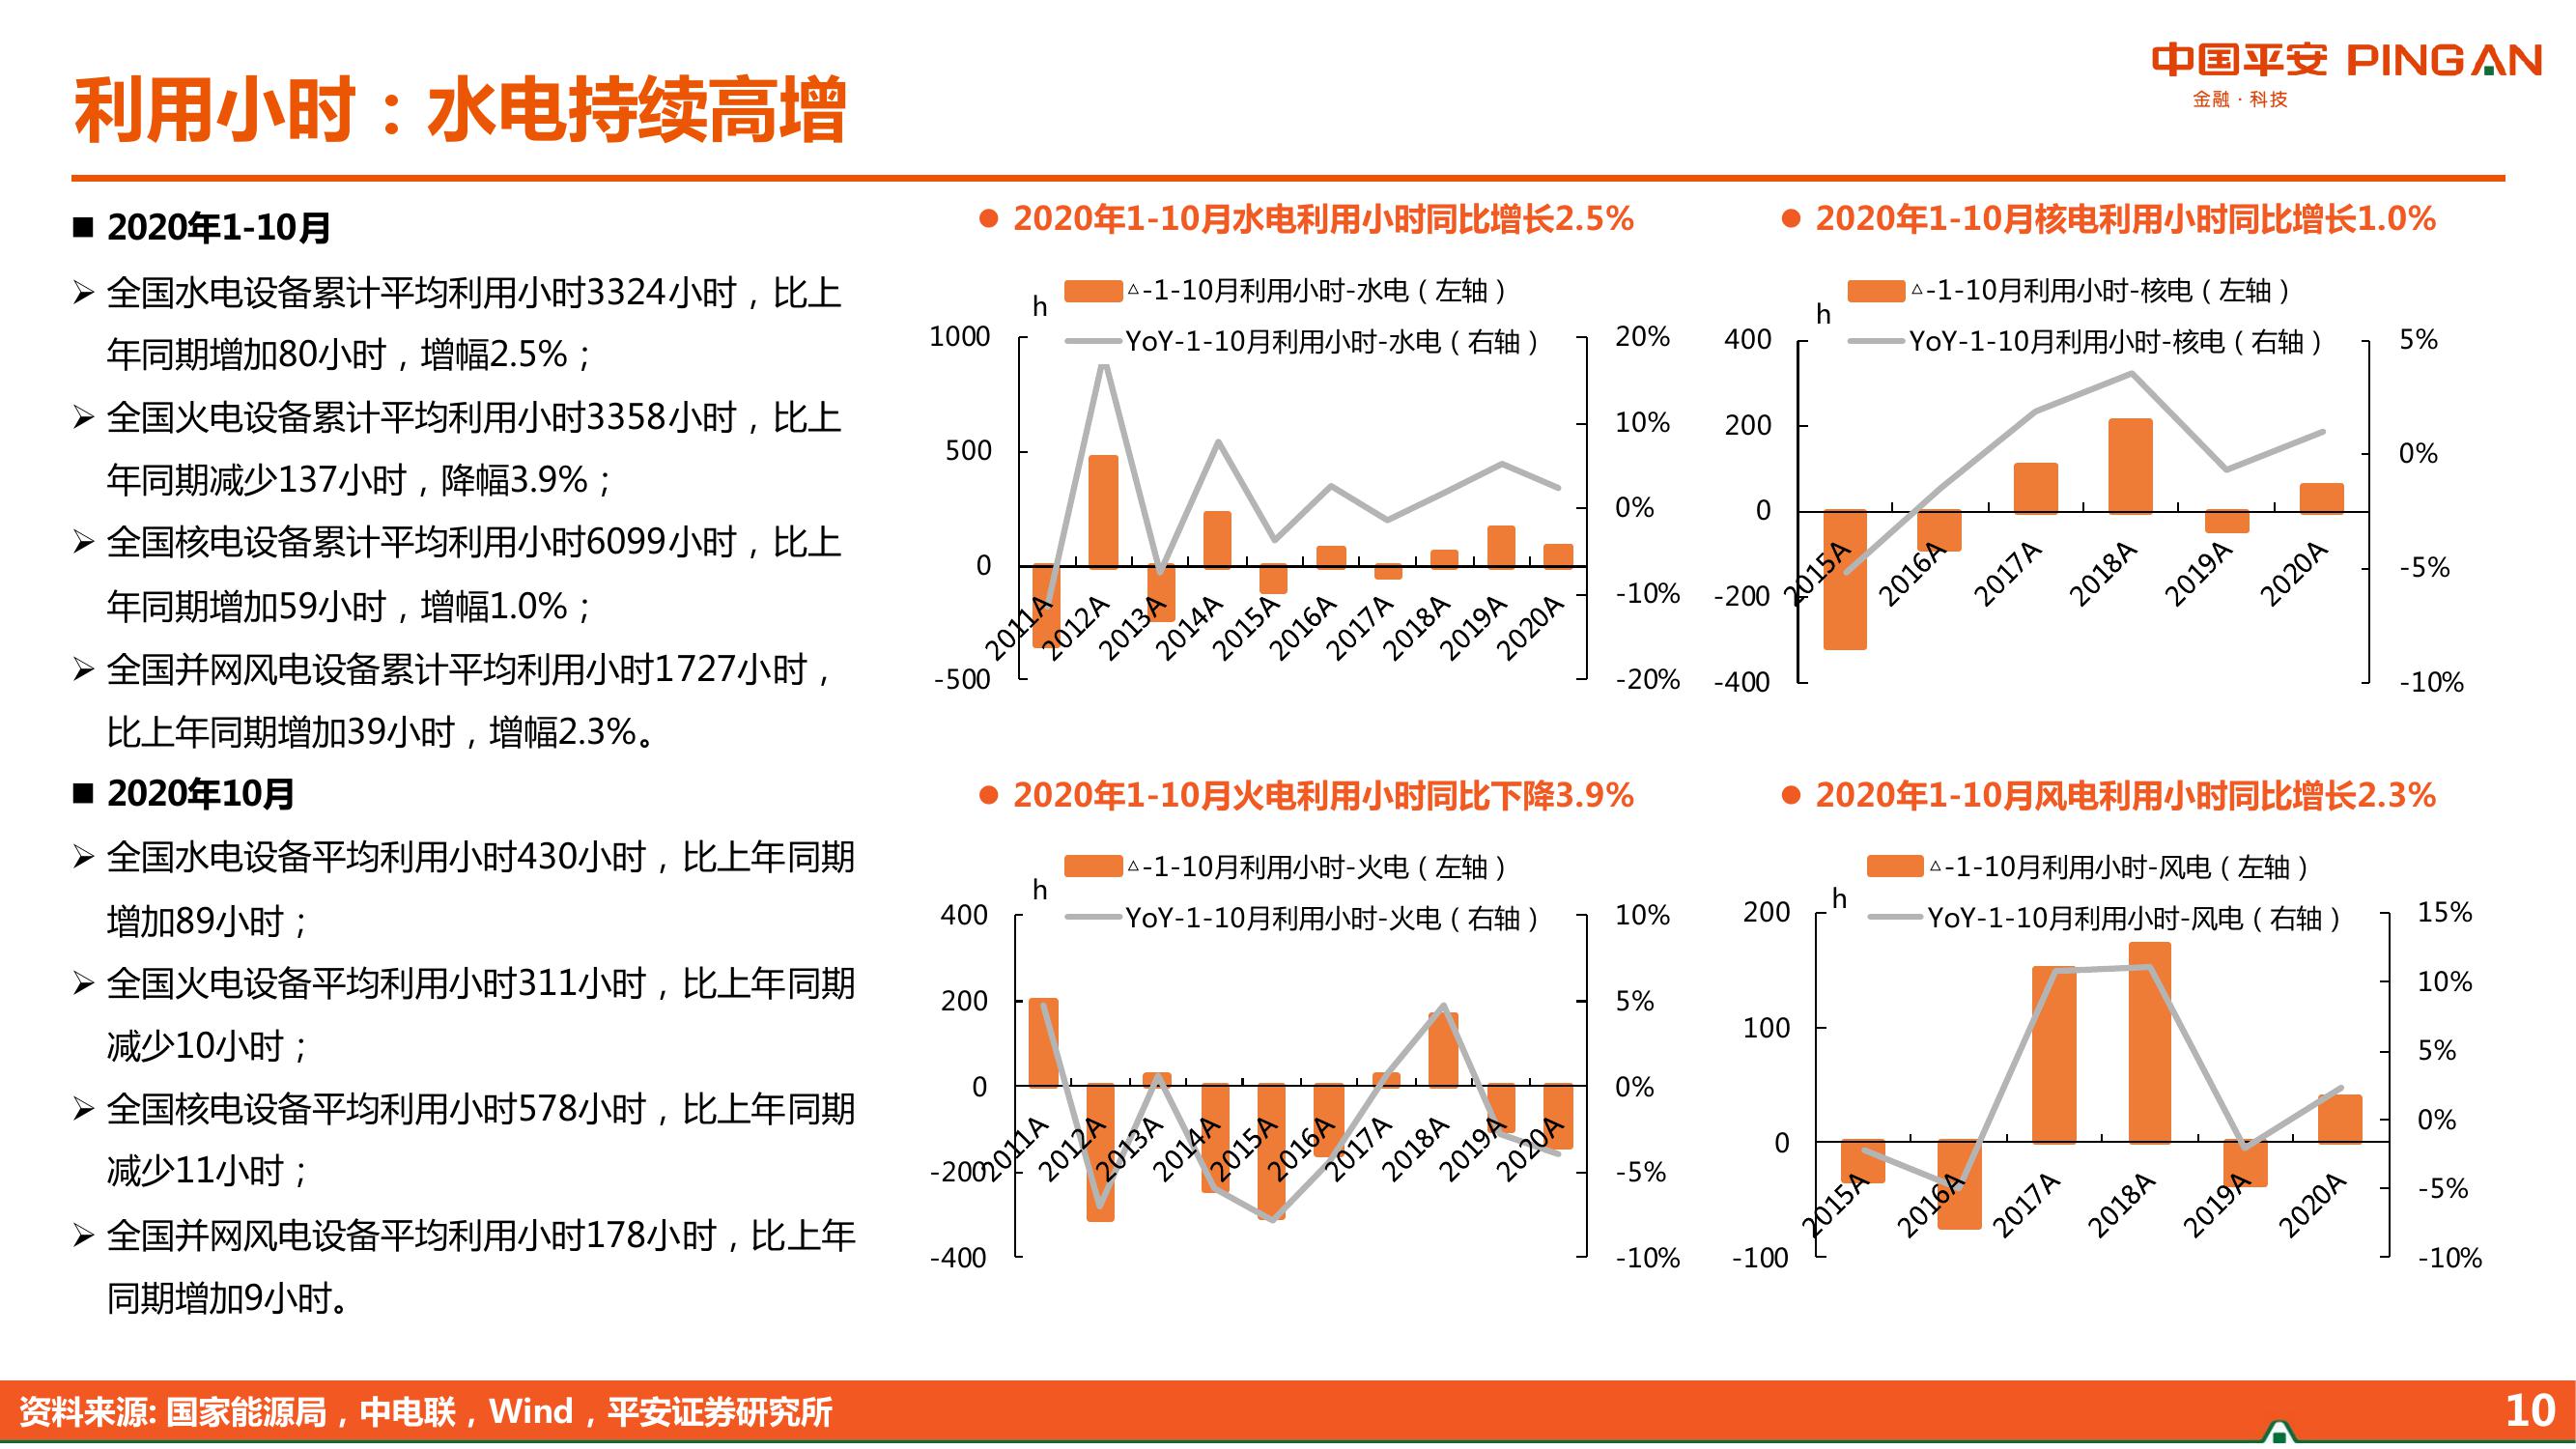 利用小时：水电持续高增
中国平安 PINGAN
金融·科技
■ 2020年1-10月
➢ 全国水电设备累计平均利用小时3324小时，比上
年同期增加80小时，增幅2.5%；
➢ 全国火电设备累计平均利用小时3358小时，比上
年同期减少137小时，降幅3.9%；
➢ 全国核电设备累计平均利用小时6099小时，比上
年同期增加59小时，增幅1.0%；
➢ 全国并网风电设备累计平均利用小时1727小时，
比上年同期增加39小时，增幅2.3%。
■ 2020年10月
➢ 全国水电设备平均利用小时430小时，比上年同期
增加89小时；
➢ 全国火电设备平均利用小时311小时，比上年同期
减少10小时；
➢ 全国核电设备平均利用小时578小时，比上年同期
减少11小时；
➢ 全国并网风电设备平均利用小时178小时，比上年
同期增加9小时。
● 2020年1-10月水电利用小时同比增长2.5%
△-1-10月利用小时-水电（左轴）
h
YoY-1-10月利用小时-水电（右轴）
1000
500
0
-500
20%
10%
0%
-10%
-20%
2011A 2012A 2013A 2014A 2015A 2016A 2017A 2018A 2019A 2020A
● 2020年1-10月核电利用小时同比增长1.0%
△-1-10月利用小时-核电（左轴）
h
YoY-1-10月利用小时-核电（右轴）
400
200
0
-200
-400
5%
0%
-5%
-10%
2015A 2016A 2017A 2018A 2019A 2020A
● 2020年1-10月火电利用小时同比下降3.9%
△-1-10月利用小时-火电（左轴）
h
YoY-1-10月利用小时-火电（右轴）
400
200
0
-200
-400
10%
5%
0%
-5%
-10%
2011A 2012A 2013A 2014A 2015A 2016A 2017A 2018A 2019A 2020A
● 2020年1-10月风电利用小时同比增长2.3%
△-1-10月利用小时-风电（左轴）
h
YoY-1-10月利用小时-风电（右轴）
200
100
0
-100
15%
10%
5%
0%
-5%
-10%
2015A 2016A 2017A 2018A 2019A 2020A
资料来源: 国家能源局，中电联，Wind，平安证券研究所
10